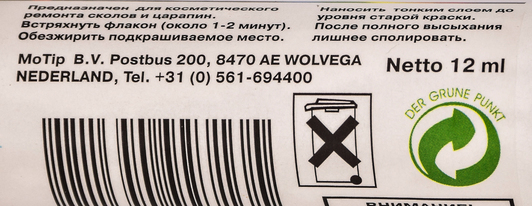 Предназначен для косметического
ремонта сколов и царапин.
Встряхнуть флакон (около 1-2 минут).
Обезжирить подкрашиваемое место.
Наносить тонким слоем до
уровня старой краски.
После полного высыхания
лишнее сполировать.
MoTip B.V. Postbus 200, 8470 AE WOLVEGA
NEDERLAND, Tel. +31 (0) 561-694400
Netto 12 ml
DER GRÜNE PUNKT
ВНИМАНИЕ